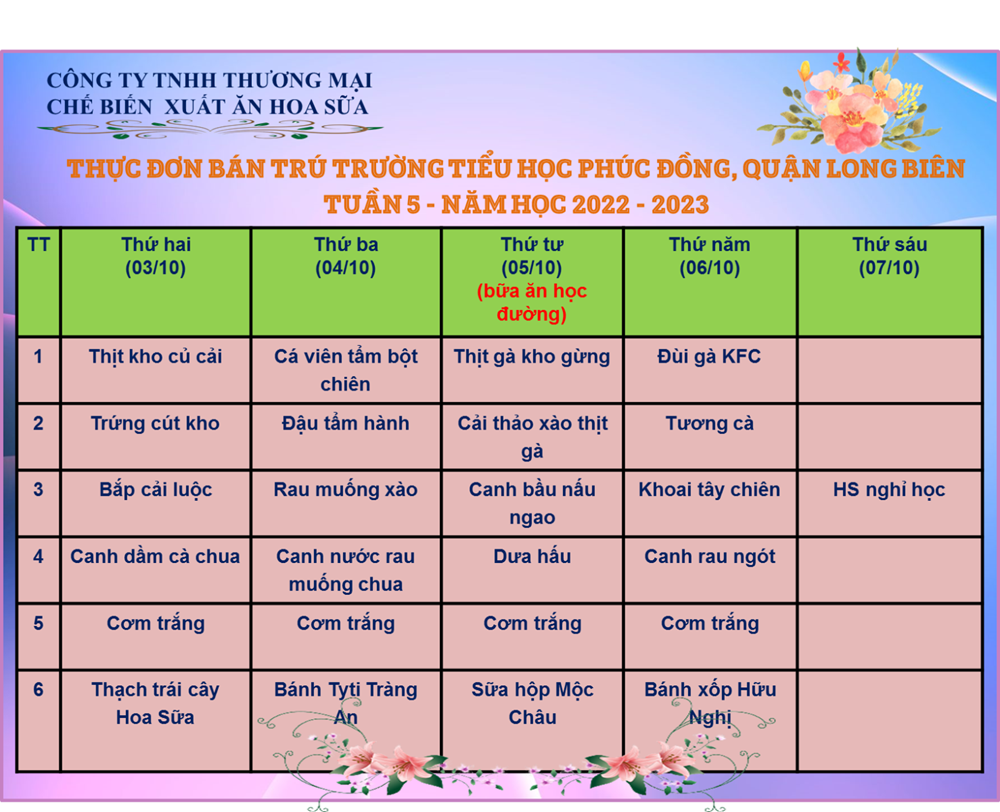 CÔNG TY TNHH THƯƠNG MẠI
CHẾ BIẾN XUẤT ĂN HOA SỮA
THỰC ĐƠN BÁN TRÚ TRƯỜNG TIỂU HỌC PHÚC ĐỒNG, QUẬN LONG BIÊN
TUẦN 5 - NĂM HỌC 2022 - 2023
TT
Thứ hai
(03/10)
Thứ ba
(04/10)
Thứ tư
(05/10)
(bữa ăn học
đường)
Thứ năm
(06/10)
Thứ sáu
(07/10)
1
Thịt kho củ cải
Cá viên tẩm bột
chiên
Thịt gà kho gừng
Đùi gà KFC
2
Trứng cút kho
Đậu tẩm hành
Cải thảo xào thịt
gà
Tương cà
3
Bắp cải luộc
Rau muống xào
Canh bầu nấu
ngao
Khoai tây chiên
HS nghỉ học
4
Canh dầm cà chua
Canh nước rau
muống chua
Dưa hấu
Canh rau ngót
5
Cơm trắng
Cơm trắng
Cơm trắng
Cơm trắng
6
Thạch trái cây
Hoa Sữa
Bánh Tyti Tràng
An
Sữa hộp Mộc
Châu
Bánh xốp Hữu
Nghị